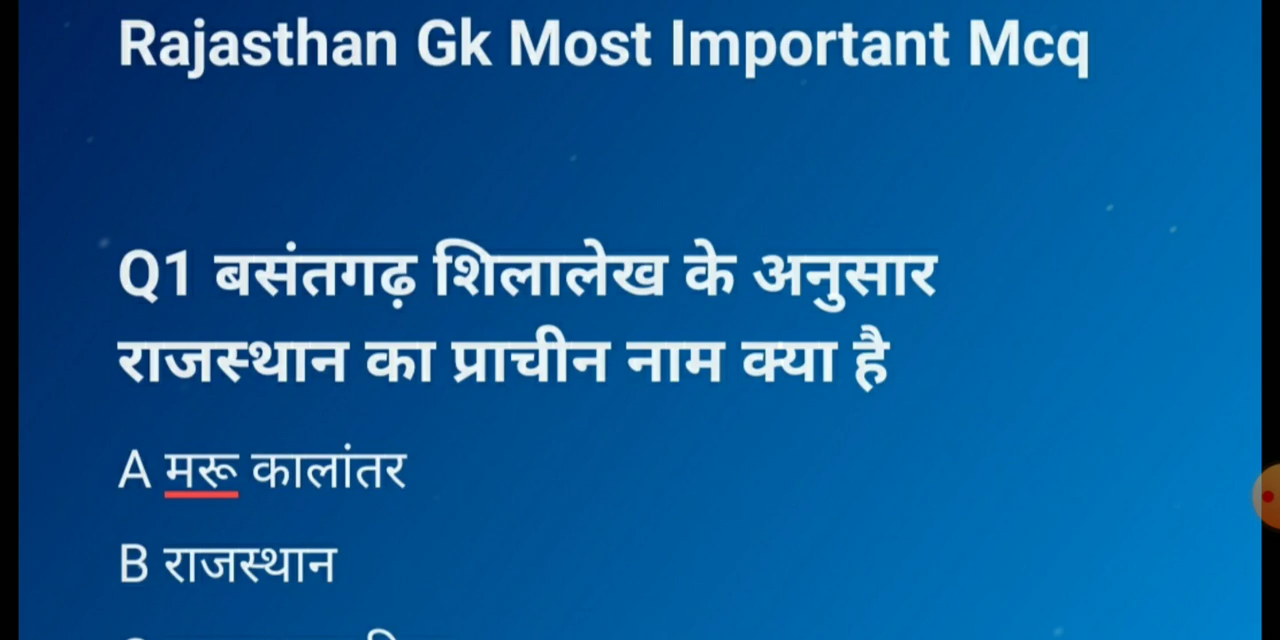 Rajasthan Gk Most Important Mcq
Q1 बसंतगढ़ शिलालेख के अनुसार
राजस्थान का प्राचीन नाम क्या है
A मरू कालांतर
B राजस्थान